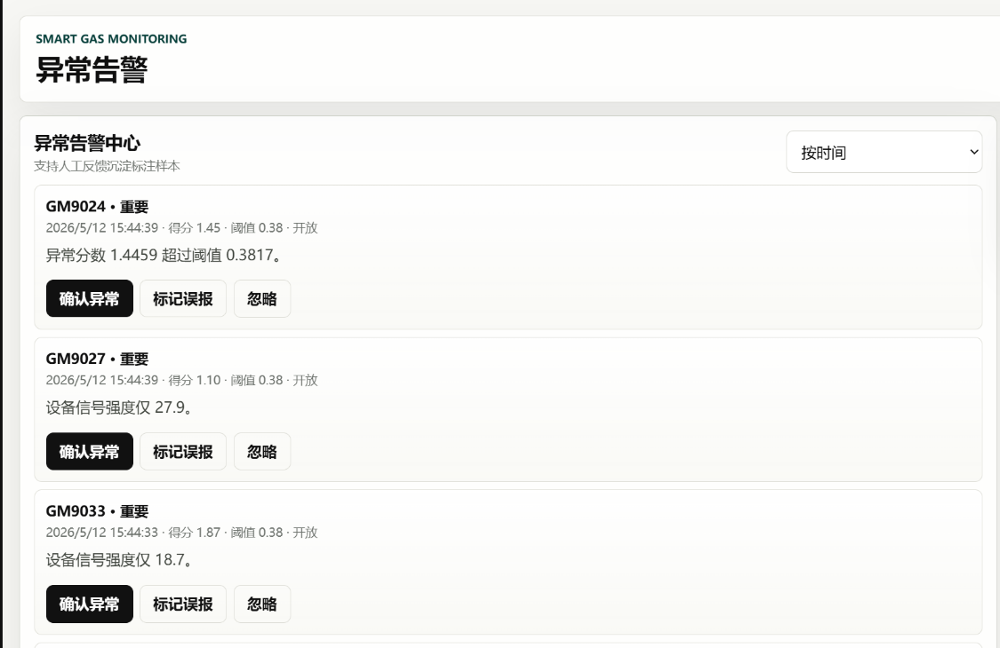 SMART GAS MONITORING
异常告警
异常告警中心
支持人工反馈沉淀标注样本
按时间
GM9024 • 重要
2026/5/12 15:44:39 · 得分 1.45 · 阈值 0.38 · 开放
异常分数 1.4459 超过阈值 0.3817。
确认异常 标记误报 忽略
GM9027 • 重要
2026/5/12 15:44:39 · 得分 1.10 · 阈值 0.38 · 开放
设备信号强度仅 27.9。
确认异常 标记误报 忽略
GM9033 • 重要
2026/5/12 15:44:33 · 得分 1.87 · 阈值 0.38 · 开放
设备信号强度仅 18.7。
确认异常 标记误报 忽略